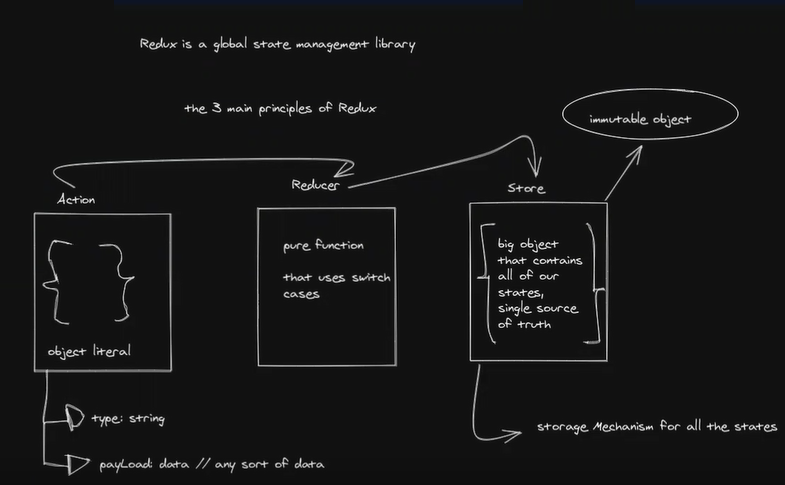 Redux is a global state management library
the 3 main principles of Redux
immutable object
Action
Reducer
Store
{ }
object literal
pure function
that uses switch
cases
big object
that contains
all of our
states,
single source
of truth
type: string
payLoad: data // any sort of data
storage Mechanism for all the states